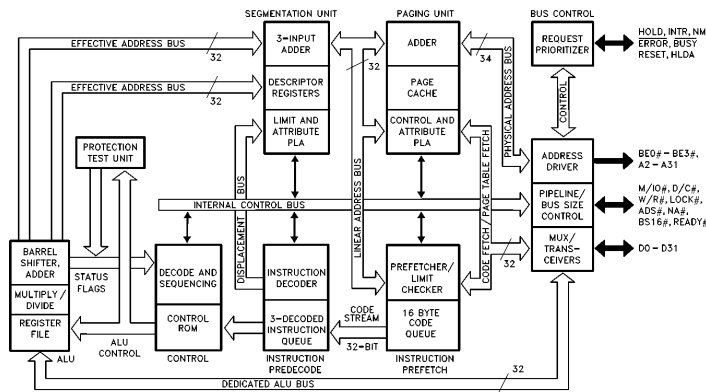 SEGMENTATION UNIT
PAGING UNIT
BUS CONTROL
EFFECTIVE ADDRESS BUS
32
3-INPUT
ADDER
32
ADDER
34
REQUEST
PRIORITIZER
HOLD, INTR, NM
ERROR, BUSY
RESET, HLDA
EFFECTIVE ADDRESS BUS
32
DESCRIPTOR
REGISTERS
PAGE
CACHE
PHYSICAL ADDRESS BUS
CONTROL
PROTECTION
TEST UNIT
LIMIT AND
ATTRIBUTE
PLA
CONTROL AND
ATTRIBUTE
PLA
ADDRESS
DRIVER
BE0#- BE3#,
A2- A31
DISPLACEMENT BUS
LINEAR ADDRESS BUS
CODE FETCH/PAGE TABLE FETCH
INTERNAL CONTROL BUS
PIPELINE/
BUS SIZE
CONTROL
M/IO#, D/C#,
W/R#, LOCK#,
ADS#, NA#,
BS16#, READY#
BARREL
SHIFTER,
ADDER
STATUS
FLAGS
DECODE AND
SEQUENCING
INSTRUCTION
DECODER
PREFETCHER/
LIMIT
CHECKER
32
MUX/
TRANS-
CEIVERS
D0- D31
MULTIPLY/
DIVIDE
REGISTER
FILE
CONTROL
ROM
3-DECODED
INSTRUCTION
QUEUE
CODE
STREAM
32-BIT
16 BYTE
CODE
QUEUE
ALU
ALU
CONTROL
CONTROL
INSTRUCTION
PREDECODE
INSTRUCTION
PREFETCH
DEDICATED ALU BUS
32